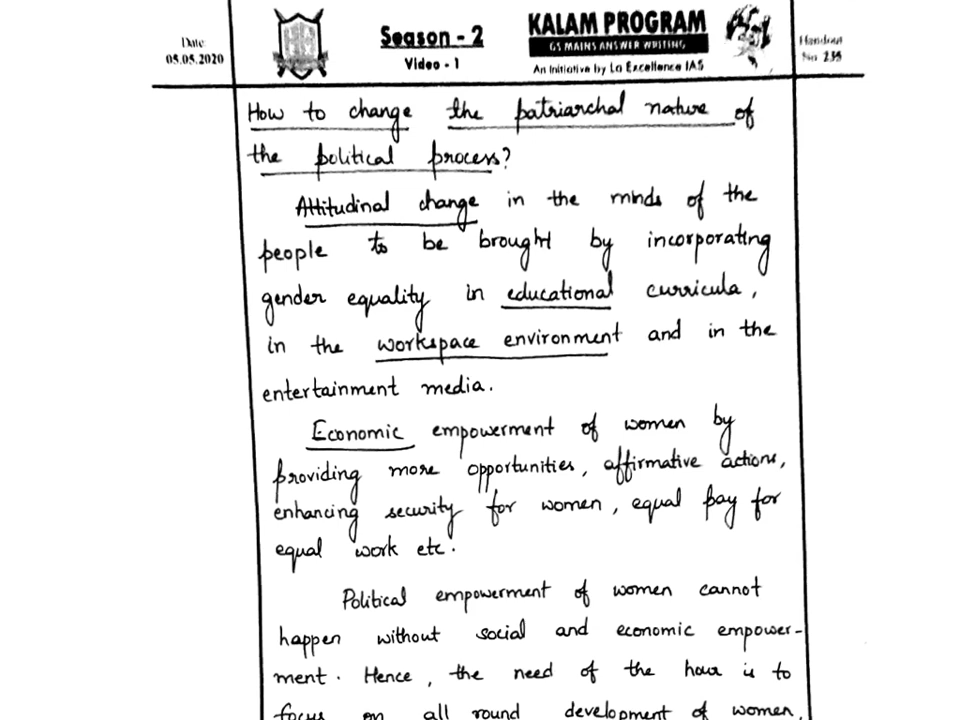 Date:
05.05.2020
Season - 2
Video - 1
KALAM PROGRAM
GS MAINS ANSWER WRITING
An Initiative by La Excellence IAS
Handout
No 235
How to change the patriarchal nature of
the political process?
Attitudinal change in the minds of the
people to be brought by incorporating
gender equality in educational curricula,
in the workspace environment and in the
entertainment media.
Economic empowerment of women by
providing more opportunities, affirmative actions,
enhancing security for women, equal pay for
equal work etc.
Political empowerment of women cannot
happen without social and economic empower-
ment. Hence, the need of the hour is to
focus on all round development of women.